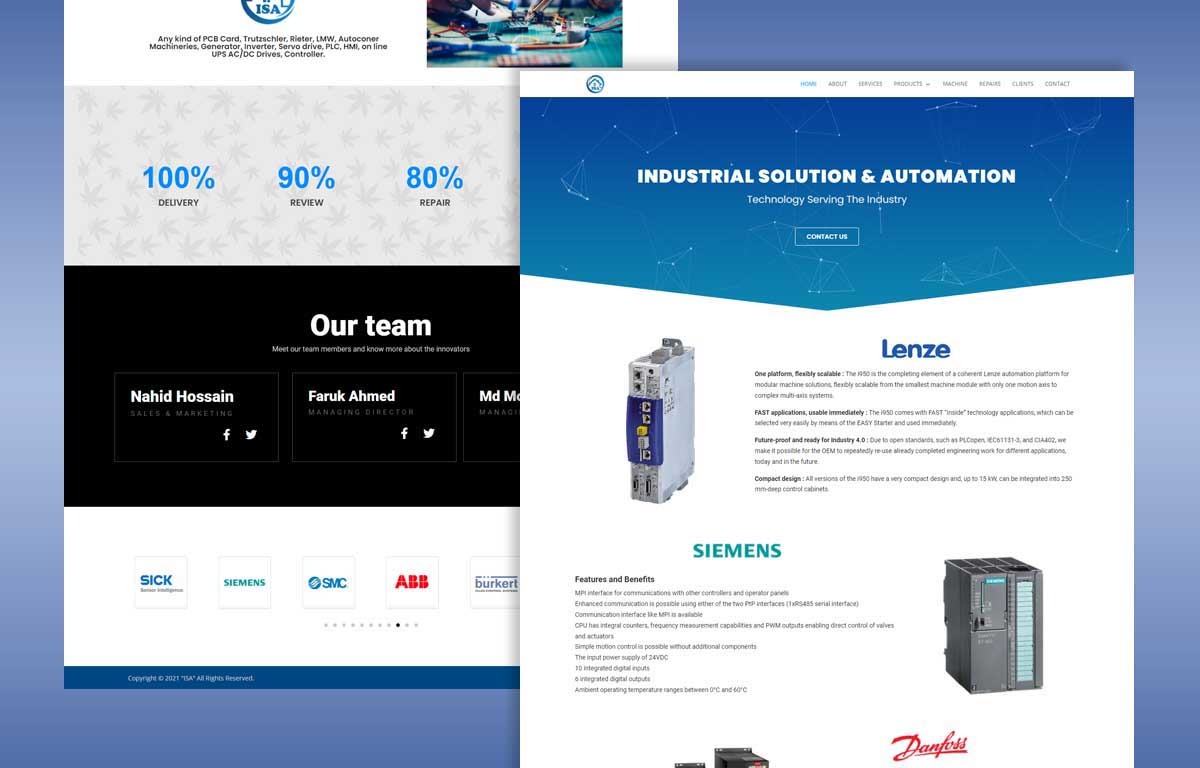 ISA
Any kind of PCB Card, Trutzschler, Rieter, LMW, Autoconer
Machineries, Generator, Inverter, Servo drive, PLC, HMI, on line
UPS AC/DC Drives, Controller.
100%
90%
80%
DELIVERY
REVIEW
REPAIR
Our team
Meet our team members and know more about the innovators
Nahid Hossain
SALES & MARKETING
Faruk Ahmed
MANAGING DIRECTOR
Md
SICK
Sensor Intelligence
SIEMENS
SMC
ABB
burkert
Copyright © 2021 "ISA" All Rights Reserved.
ISA
HOME ABOUT SERVICES PRODUCTS MACHINE REPAIRS CLIENTS CONTACT
INDUSTRIAL SOLUTION & AUTOMATION
Technology Serving The Industry
CONTACT US
Lenze
One platform, flexibly scalable : The i950 is the completing element of a coherent Lenze automation platform for
modular machine solutions, flexibly scalable from the smallest machine module with only one motion axis to
complex multi-axis systems.
FAST applications, usable immediately : The i950 comes with FAST "inside" technology applications, which can be
selected very easily by means of the EASY Starter and used immediately.
Future-proof and ready for Industry 4.0 : Due to open standards, such as PLCopen, IEC61131-3, and CIA402, we
make it possible for the OEM to repeatedly re-use already completed engineering work for different applications,
today and in the future.
Compact design : All versions of the i950 have a very compact design and, up to 15 kW, can be integrated into 250
mm-deep control cabinets.
SIEMENS
Features and Benefits
MPI interface for communications with other controllers and operator panels
Enhanced communication is possible using either of the two PtP interfaces (1xRS485 serial interface)
Communication interface like MPI is available
CPU has integral counters, frequency measurement capabilities and PWM outputs enabling direct control of valves
and actuators
Simple motion control is possible without additional components
The input power supply of 24VDC
10 integrated digital inputs
6 integrated digital outputs
Ambient operating temperature ranges between 0°C and 60°C
SIEMENS
Danfoss